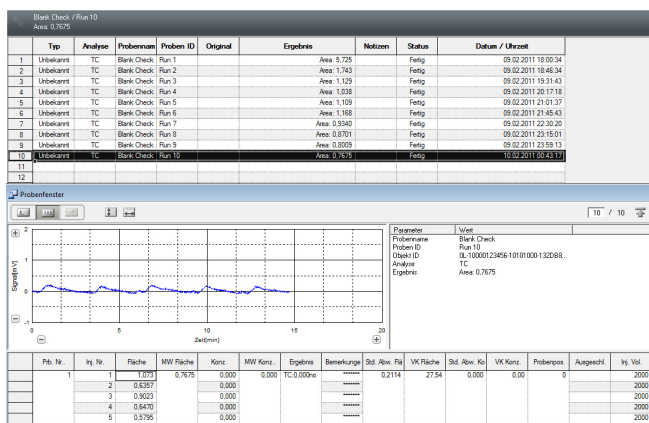 Blank Check / Run 10
Area: 0,7675
Typ Analyse Probennam Proben ID Original Ergebnis Notizen Status Datum / Uhrzeit
1 Unbekannt TC Blank Check Run 1 Area: 5,725 Fertig 09.02.2011 18:00:34
2 Unbekannt TC Blank Check Run 2 Area: 1,743 Fertig 09.02.2011 18:46:34
3 Unbekannt TC Blank Check Run 3 Area: 1,129 Fertig 09.02.2011 19:31:43
4 Unbekannt TC Blank Check Run 4 Area: 1,038 Fertig 09.02.2011 20:17:18
5 Unbekannt TC Blank Check Run 5 Area: 1,109 Fertig 09.02.2011 21:01:37
6 Unbekannt TC Blank Check Run 6 Area: 1,168 Fertig 09.02.2011 21:45:43
7 Unbekannt TC Blank Check Run 7 Area: 0,9340 Fertig 09.02.2011 22:30:20
8 Unbekannt TC Blank Check Run 8 Area: 0,8701 Fertig 09.02.2011 23:15:01
9 Unbekannt TC Blank Check Run 9 Area: 0,8009 Fertig 09.02.2011 23:59:13
10 Unbekannt TC Blank Check Run 10 Area: 0,7675 Fertig 10.02.2011 00:43:17
11
12
Probenfenster
10 / 10
Parameter Wert
Probenname Blank Check
Proben ID Run 10
Objekt ID 0L-10000123456-10101000-132DB8...
Analyse TC
Ergebnis Area: 0,7675
2
1
0
-1
Signal[mV]
0 5 10 15 20
Zeit[min]
Prb. Nr.. Inj. Nr. Fläche MW Fläche Konz. MW Konz.. Ergebnis Bemerkunge Std. Abw. Flä VK Fläche Std. Abw. Ko VK Konz. Probenpos. Ausgeschl. Inj. Vol.
1 1 1,073 0,7675 0,000 0,000 TC:0,000no ******* 0,2114 27,54 0,000 0,00 0 2000
2 0,6357 0,000 ******* 2000
3 0,9023 0,000 ******* 2000
4 0,6470 0,000 ******* 2000
5 0,5795 0,000 ******* 2000